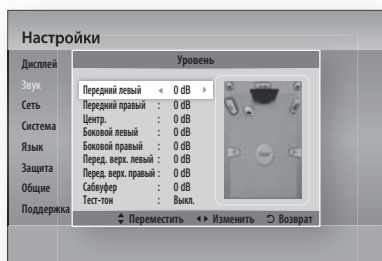 Настройки
Дисплей
Звук
Сеть
Система
Язык
Защита
Общие
Поддержка
Уровень
Передний левый ◄ 0 dB ►
Передний правый : 0 dB
Центр. : 0 dB
Боковой левый : 0 dB
Боковой правый : 0 dB
Перед. верх. левый : 0 dB
Перед. верх. правый : 0 dB
Сабвуфер : 0 dB
Тест-тон : Выкл.
Переместить Изменить Возврат